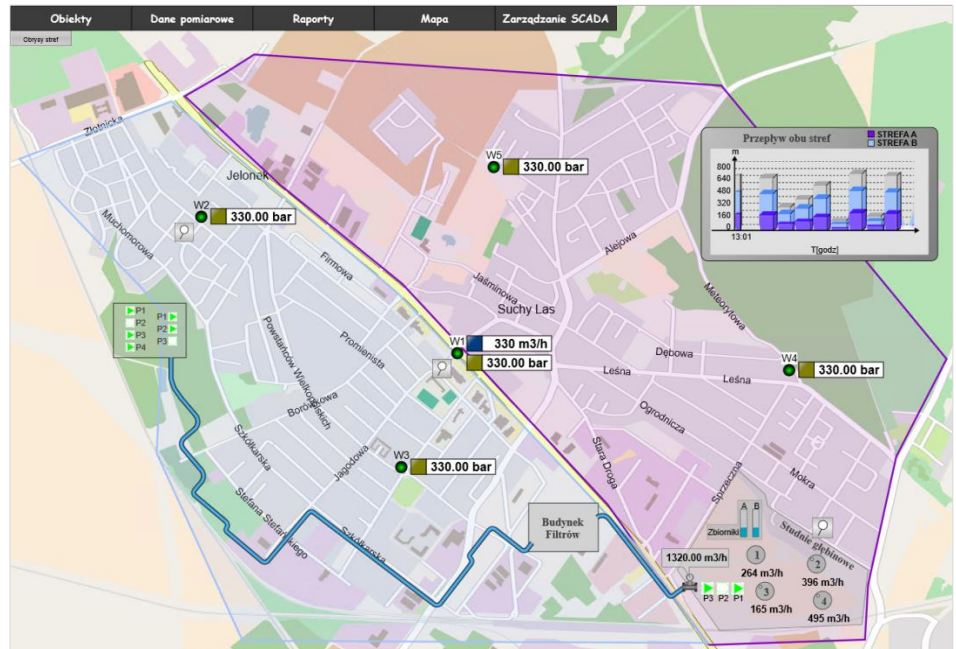 Obiekty
Dane pomiarowe
Raporty
Mapa
Zarządzanie SCADA
Obrysy stref
Złotnicka
Jelonek
W5
330.00 bar
W2
330.00 bar
Muchomorowa
Firmowa
Alejowa
Jaśminowa
Suchy Las
Meteorytowa
Przepływ obu stref
STREFA A
STREFA B
m
800
640
480
320
160
0
13:01
T[godz]
P1
P2
P3
P4
P1
P2
P3
Powstańców Wielkopolskich
Promienista
W1
330 m3/h
330.00 bar
Dębowa
Leśna
Leśna
W4
330.00 bar
Borówkowa
Szkółkarska
Jagodowa
W3
330.00 bar
Ogrodnicza
Stara Droga
Sprzeczna
Mokra
Stefana Stefańskiego
Szkółkarska
Budynek
Filtrów
A B
Zbiorniki
Studnie głębinowe
1320.00 m3/h
1
264 m3/h
2
396 m3/h
P3
P2
P1
3
165 m3/h
4
495 m3/h